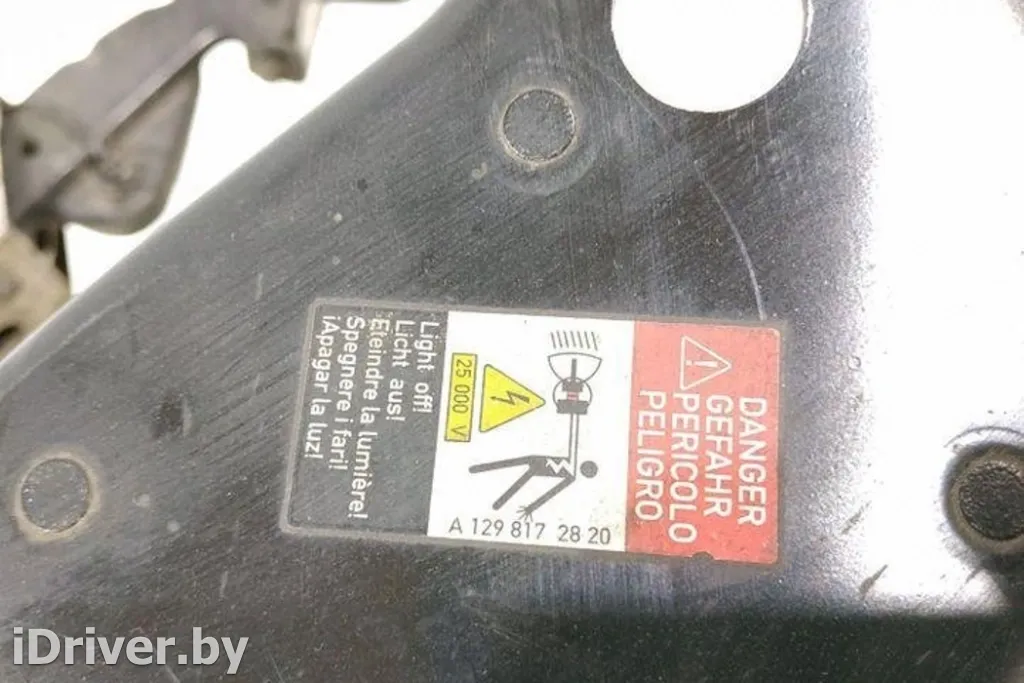 DANGER
GEFAHR
PERICOLO
PELIGRO
25 000 V
A 129 817 28 20
Light off!
Licht aus!
Eteindre la lumière!
Spegnere i fari!
¡Apagar la luz!
iDriver.by